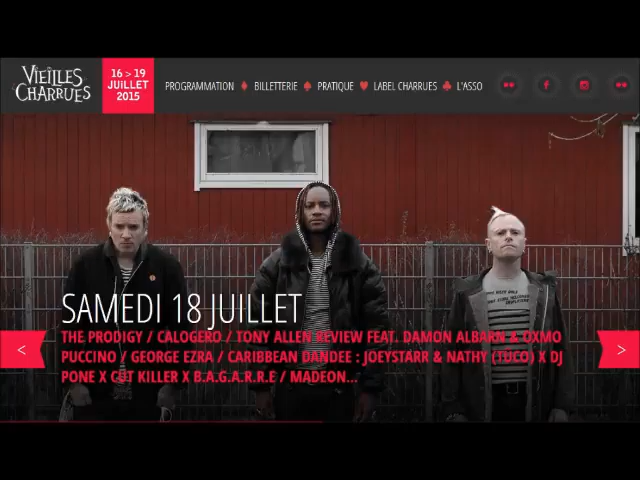 VIEILLES
CHARRUES
16 > 19
JUiLLET
2015
PROGRAMMATION BILLETTERIE PRATIQUE LABEL CHARRUES L'ASSO
SAMEDI 18 JUILLET
THE PRODIGY / CALOGERO / TONY ALLEN REVIEW FEAT. DAMON ALBARN & OXMO
PUCCINO / GEORGE EZRA / CARIBBEAN DANDEE : JOEYSTARR & NATHY (TUCO) X DJ
PONE X CUT KILLER X B.A.G.A.R.R.E / MADEON...
< >